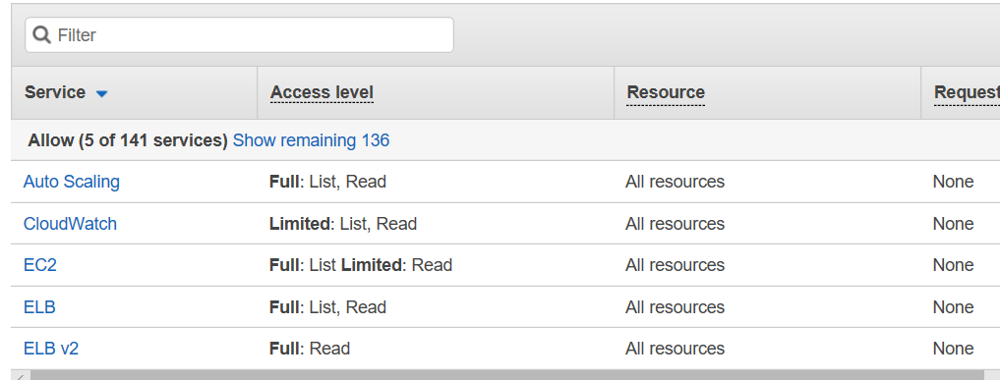 Filter
Service Access level Resource Request
Allow (5 of 141 services) Show remaining 136
Auto Scaling Full: List, Read All resources None
CloudWatch Limited: List, Read All resources None
EC2 Full: List Limited: Read All resources None
ELB Full: List, Read All resources None
ELB v2 Full: Read All resources None